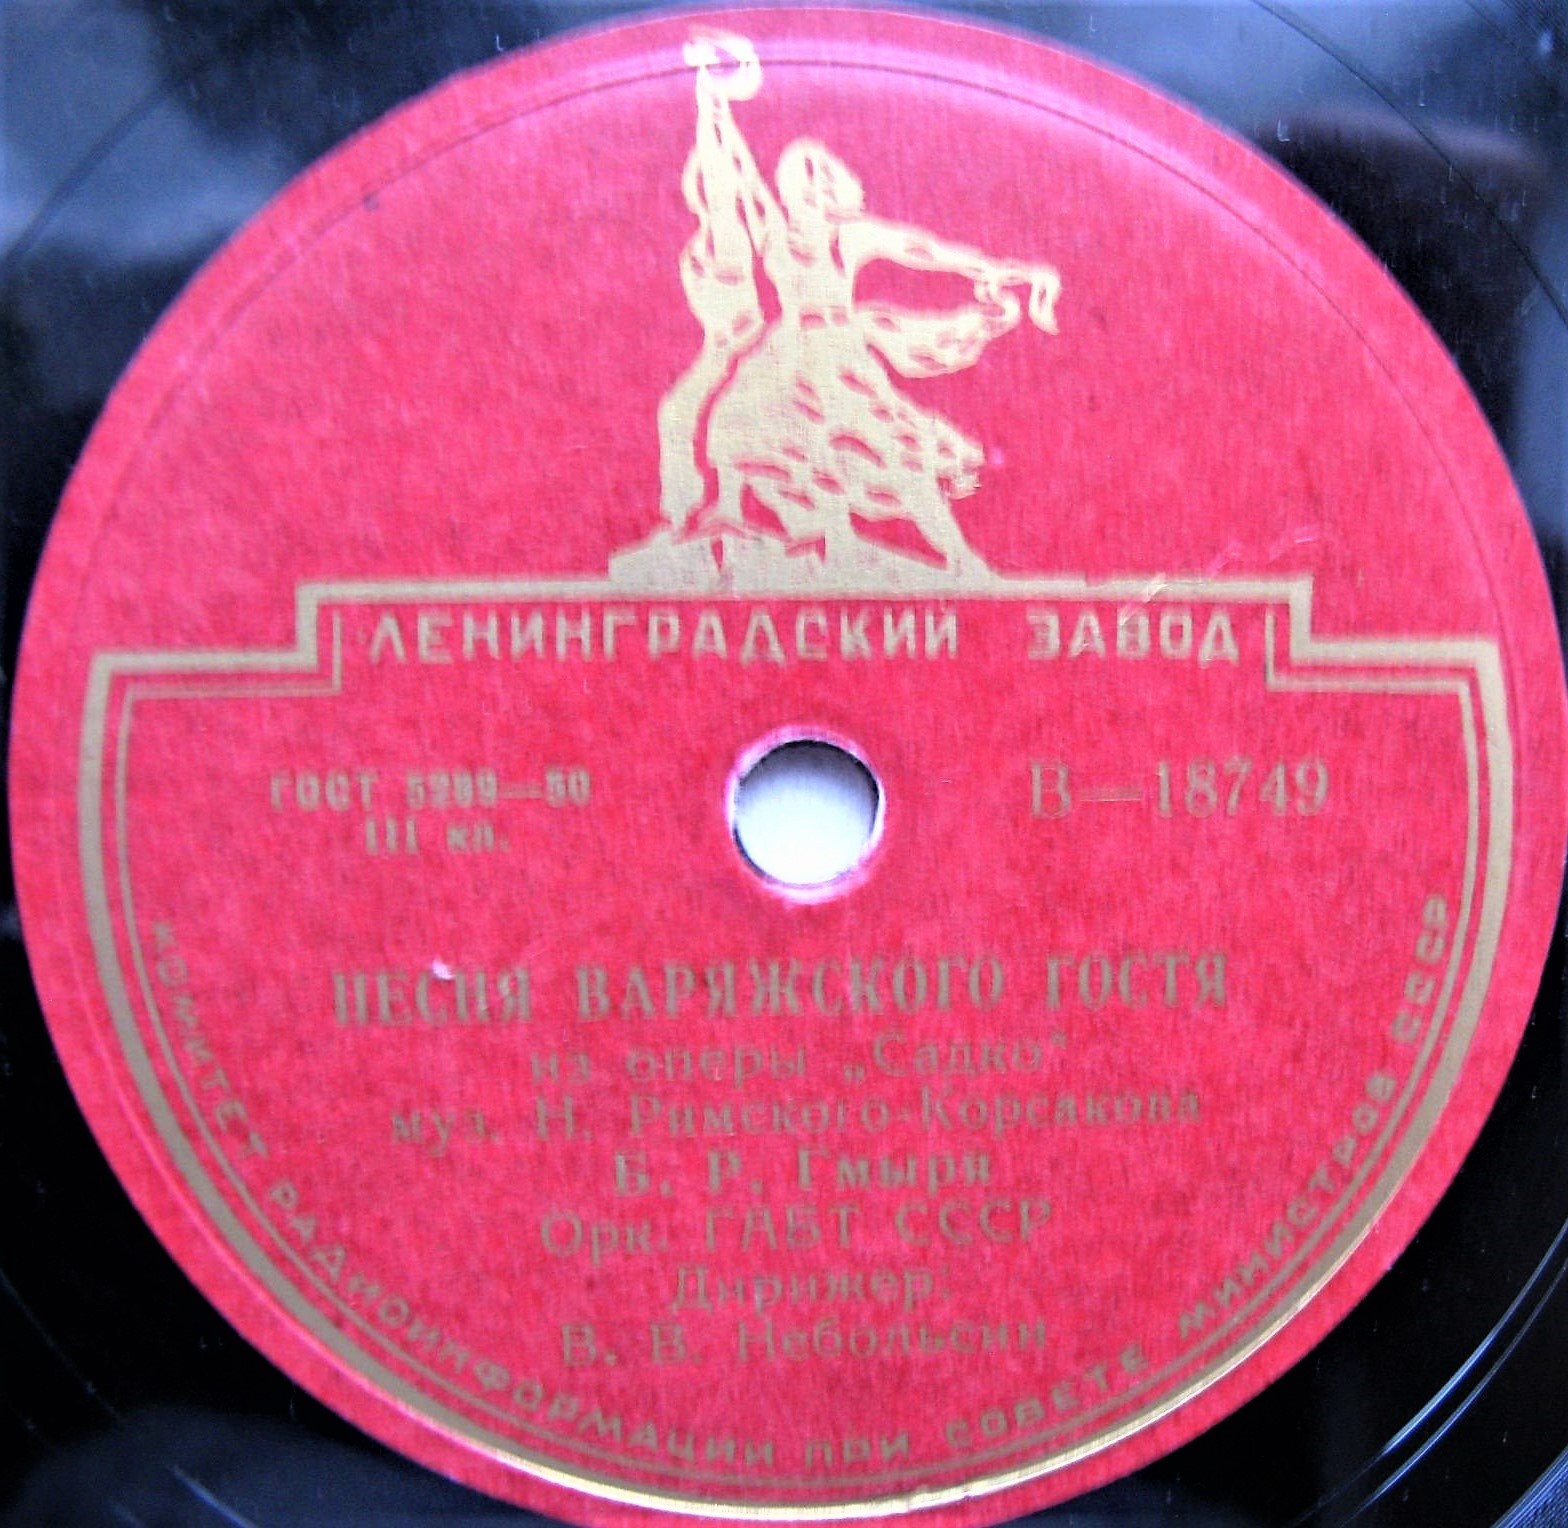 ЛЕНИНГРАДСКИЙ ЗАВОД
ГОСТ 5289—50
III кл.
В—18749
ПЕСНЯ ВАРЯЖСКОГО ГОСТЯ
из оперы „Садко"
муз. Н. Римского-Корсакова
Б. Р. Гмыря
Орк. ГАБТ СССР
Дирижер:
В. В. Небольсин
КОМИТЕТ РАДИОИНФОРМАЦИИ ПРИ СОВЕТЕ МИНИСТРОВ СССР